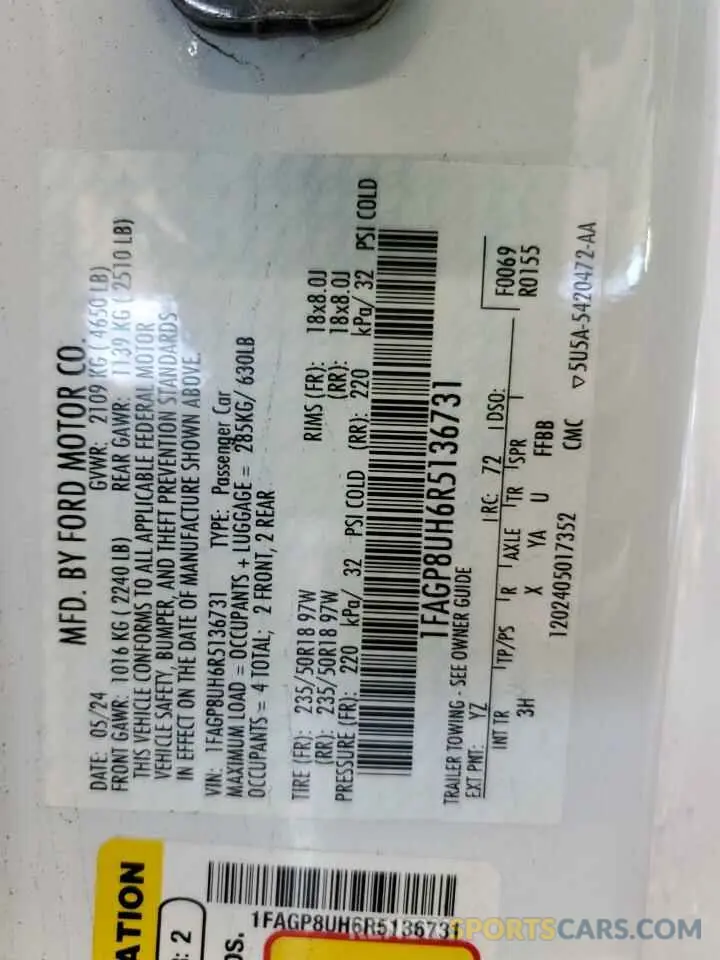 MFD. BY FORD MOTOR CO.
DATE: 05/24 GVWR: 2109 KG ( 4650 LB)
FRONT GAWR: 1016 KG ( 2240 LB) REAR GAWR: 1139 KG ( 2510 LB)
THIS VEHICLE CONFORMS TO ALL APPLICABLE FEDERAL MOTOR
VEHICLE SAFETY, BUMPER, AND THEFT PREVENTION STANDARDS
IN EFFECT ON THE DATE OF MANUFACTURE SHOWN ABOVE.
VIN: 1FAGP8UH6R5136731 TYPE: Passenger Car
MAXIMUM LOAD = OCCUPANTS + LUGGAGE = 285KG/ 630LB
OCCUPANTS = 4 TOTAL; 2 FRONT, 2 REAR
TIRE (FR): 235/50R18 97W RIMS (FR): 18x8.0J
(RR): 235/50R18 97W (RR): 18x8.0J
PRESSURE (FR): 220 kPa/ 32 PSI COLD (RR): 220 kPa/ 32 PSI COLD
1FAGP8UH6R5136731
TRAILER TOWING - SEE OWNER GUIDE
EXT PNT: YZ RC: 72 DSO: F0069
INT TR TP/PS R AXLE TR SPR R0155
3H X YA U FFBB
1202405017352 CMC ▽5U5A-5420472-AA
ATION
: 2
OS.
1FAGP8UH6R5136731
SPORTSCARS.COM